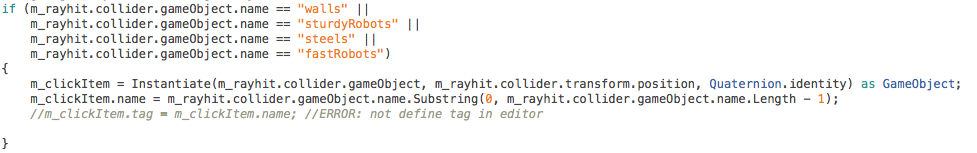 if (m_rayhit.collider.gameObject.name == "walls" ||
m_rayhit.collider.gameObject.name == "sturdyRobots" ||
m_rayhit.collider.gameObject.name == "steels" ||
m_rayhit.collider.gameObject.name == "fastRobots")
{
m_clickItem = Instantiate(m_rayhit.collider.gameObject, m_rayhit.collider.transform.position, Quaternion.identity) as GameObject;
m_clickItem.name = m_rayhit.collider.gameObject.name.Substring(0, m_rayhit.collider.gameObject.name.Length - 1);
//m_clickItem.tag = m_clickItem.name; //ERROR: not define tag in editor
}